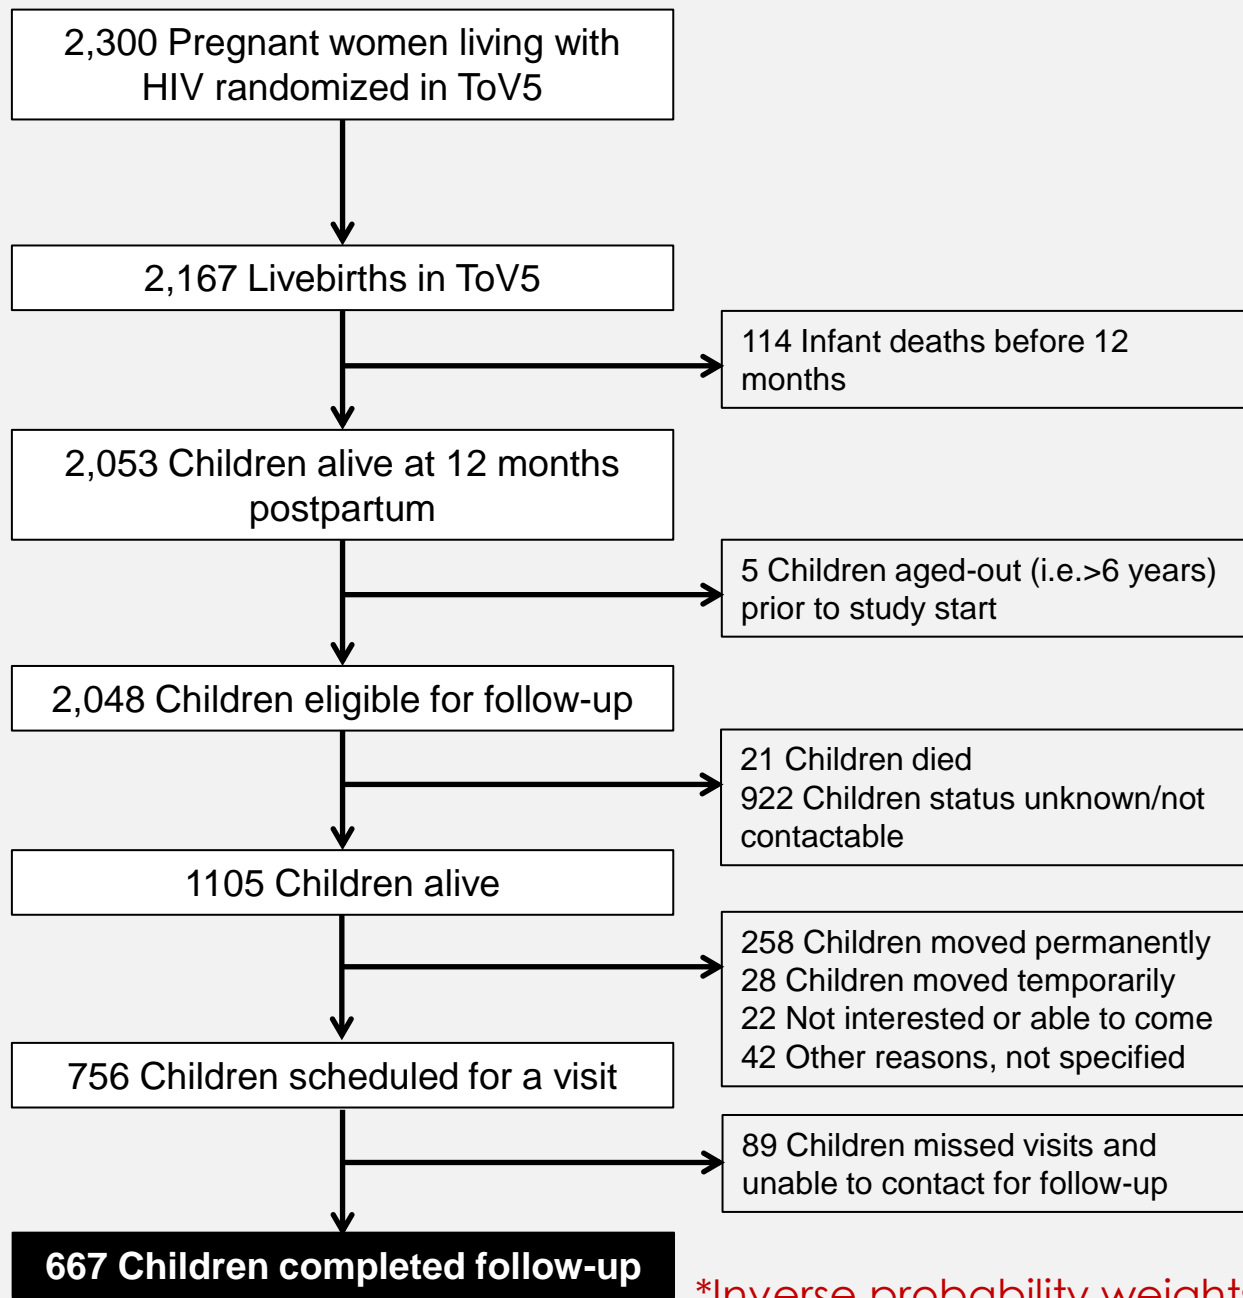 2,300 Pregnant women living with
HIV randomized in ToV5
2,167 Livebirths in ToV5
114 Infant deaths before 12
months
2,053 Children alive at 12 months
postpartum
5 Children aged-out (i.e.>6 years)
prior to study start
2,048 Children eligible for follow-up
21 Children died
922 Children status unknown/not
contactable
1105 Children alive
258 Children moved permanently
28 Children moved temporarily
22 Not interested or able to come
42 Other reasons, not specified
756 Children scheduled for a visit
89 Children missed visits and
unable to contact for follow-up
667 Children completed follow-up
*Inverse probability weights